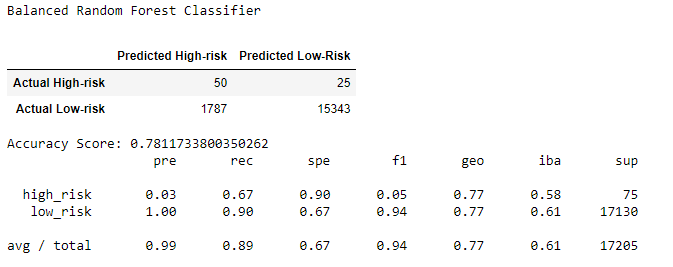 Balanced Random Forest Classifier
Predicted High-risk Predicted Low-Risk
Actual High-risk 50 25
Actual Low-risk 1787 15343
Accuracy Score: 0.7811733800350262
pre rec spe f1 geo iba sup
high_risk 0.03 0.67 0.90 0.05 0.77 0.58 75
low_risk 1.00 0.90 0.67 0.94 0.77 0.61 17130
avg / total 0.99 0.89 0.67 0.94 0.77 0.61 17205